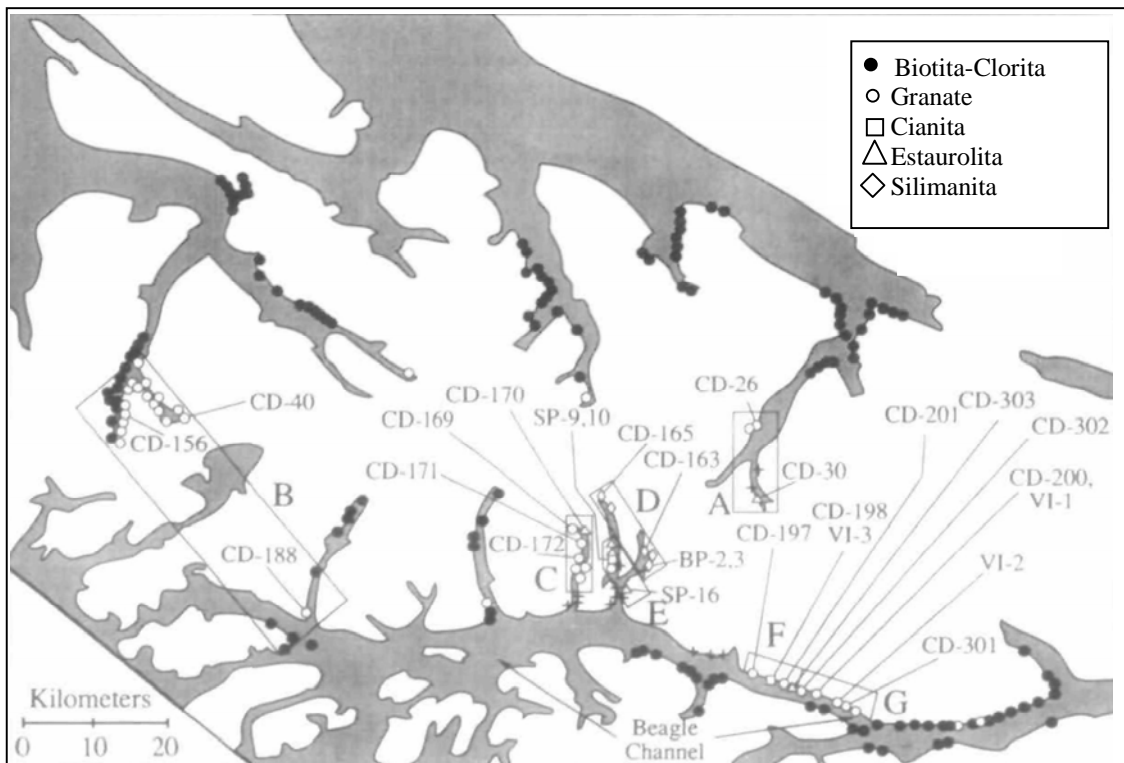 Biotita-Clorita
Granate
Cianita
Estaurolita
Silimanita
CD-26
CD-170
SP-9,10
CD-169
CD-165
CD-163
CD-171
CD-201
CD-303
CD-302
CD-40
CD-156
CD-30
CD-200,
VI-1
CD-198
VI-3
CD-197
A
B
D
CD-172
C
BP-2,3
VI-2
CD-188
SP-16
E
F
CD-301
G
Kilometers
0 10 20
Beagle
Channel